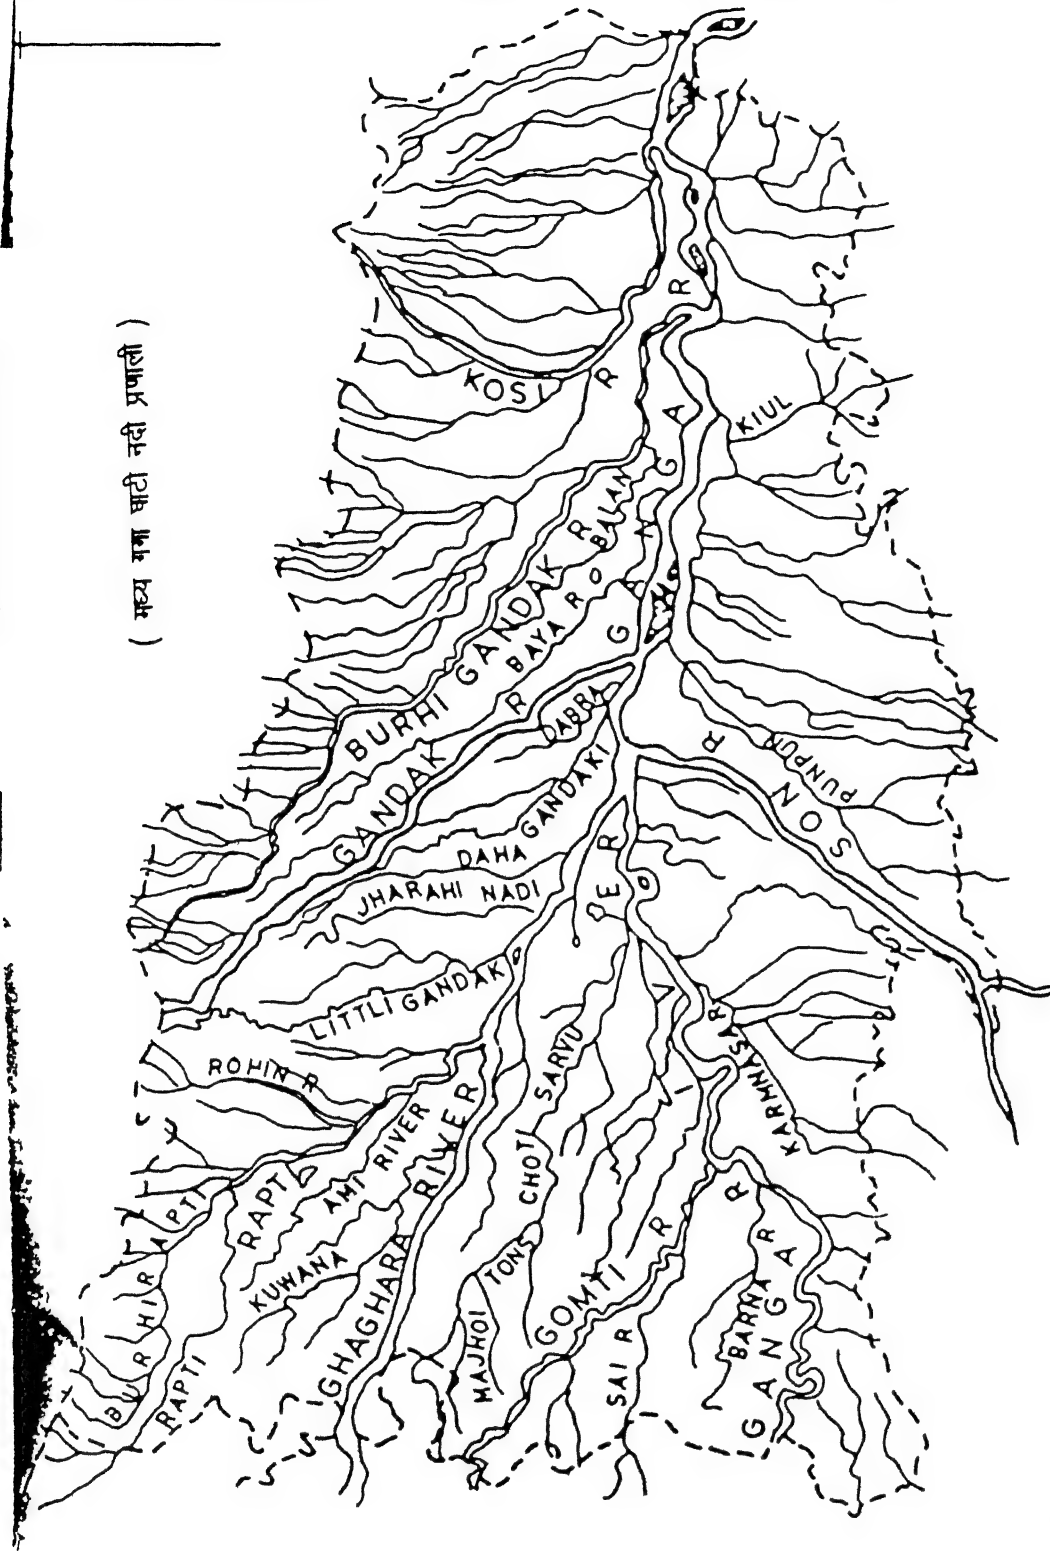 ( मध्य गंगा घाटी नदी प्रणाली )
KOSI R
KIUL
BURHI GANDAK R
BALAN
BAYA R
GANDAK R
DABRA
GANDAKI
DAHA
JHARAHI NADI
LITTLI GANDAK
ROHIN R
GANGA R
SON R
PUNPUN
RIVER
SARYU
CHOTI
KARMNASA R
AMI RIVER
RAPTI
BURHI RAPTI
RAPTI
KUWANA
GHAGHARA RIVER
TONS
MAJHOI
GOMTI R
SAI R
BARNA R
GANGA R